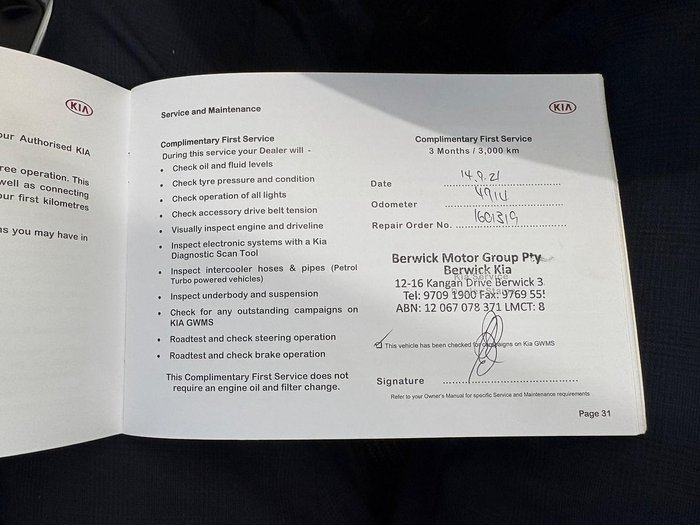 KIA
our Authorised KIA
ree operation. This
well as connecting
our first kilometres
as you may have in
Service and Maintenance
KIA
Complimentary First Service
During this service your Dealer will -
• Check oil and fluid levels
• Check tyre pressure and condition
• Check operation of all lights
• Check accessory drive belt tension
• Visually inspect engine and driveline
• Inspect electronic systems with a Kia
Diagnostic Scan Tool
• Inspect intercooler hoses & pipes (Petrol
Turbo powered vehicles)
• Inspect underbody and suspension
• Check for any outstanding campaigns on
KIA GWMS
• Roadtest and check steering operation
• Roadtest and check brake operation
This Complimentary First Service does not
require an engine oil and filter change.
Complimentary First Service
3 Months / 3,000 km
Date 14.9.21
Odometer
Repair Order No. 1601319
Berwick Motor Group Pty
Berwick Kia
Kia Service
12-16 Kangan Drive Berwick 3
Tel: 9709 1900 Fax: 9769 55
ABN: 12 067 078 371 LMCT: 8
This vehicle has been checked for campaigns on Kia GWMS
Signature
Refer to your Owner's Manual for specific Service and Maintenance requirements
Page 31